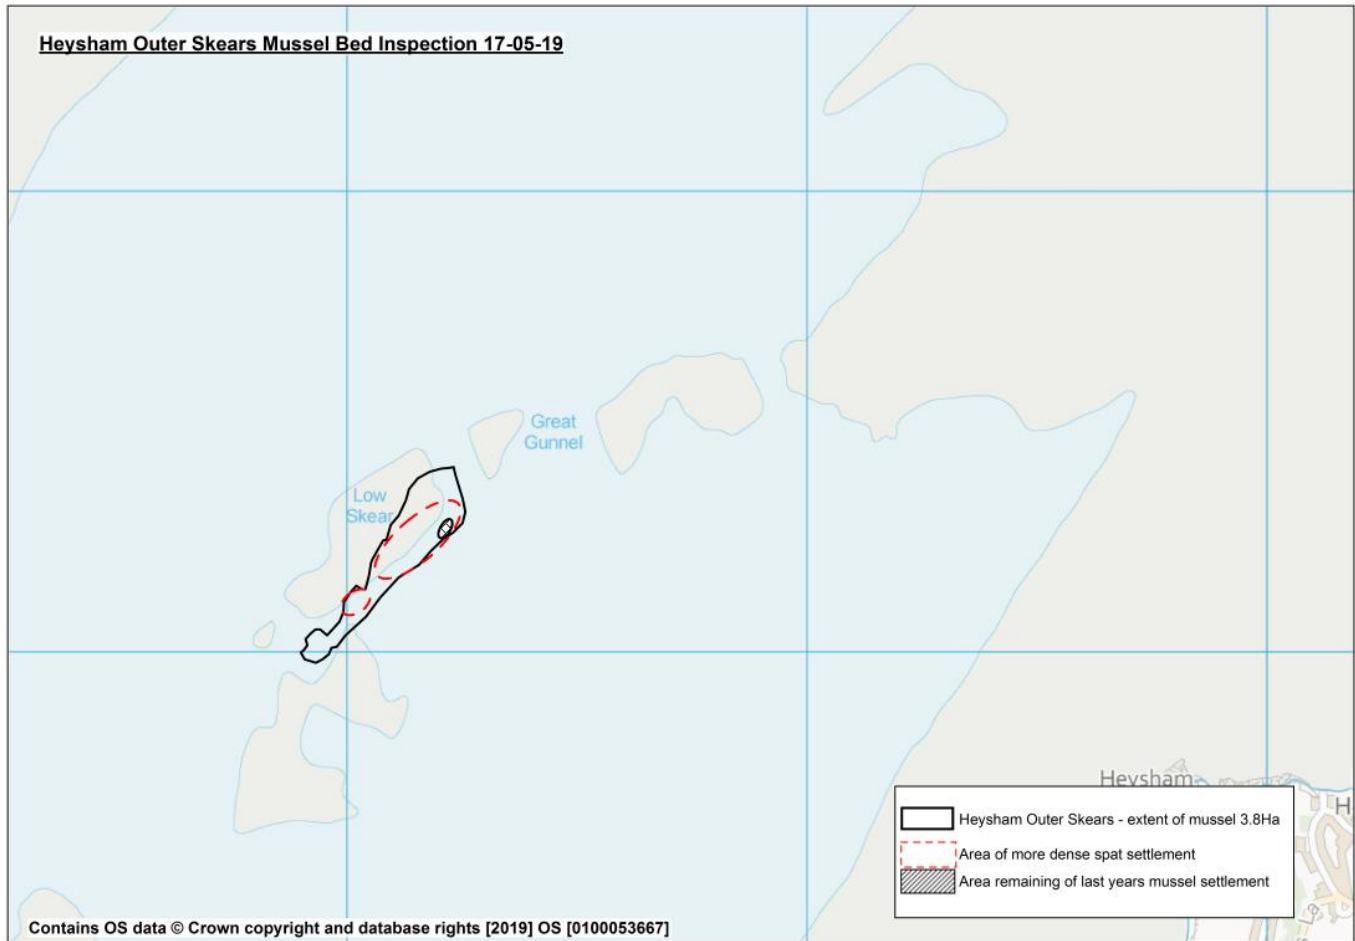 Heysham Outer Skears Mussel Bed Inspection 17-05-19
Great
Gunnel
Low
Skear
Heysham
H
Heysham Outer Skears - extent of mussel 3.8Ha
Area of more dense spat settlement
Area remaining of last years mussel settlement
La
Contains OS data © Crown copyright and database rights [2019] OS [0100053667]